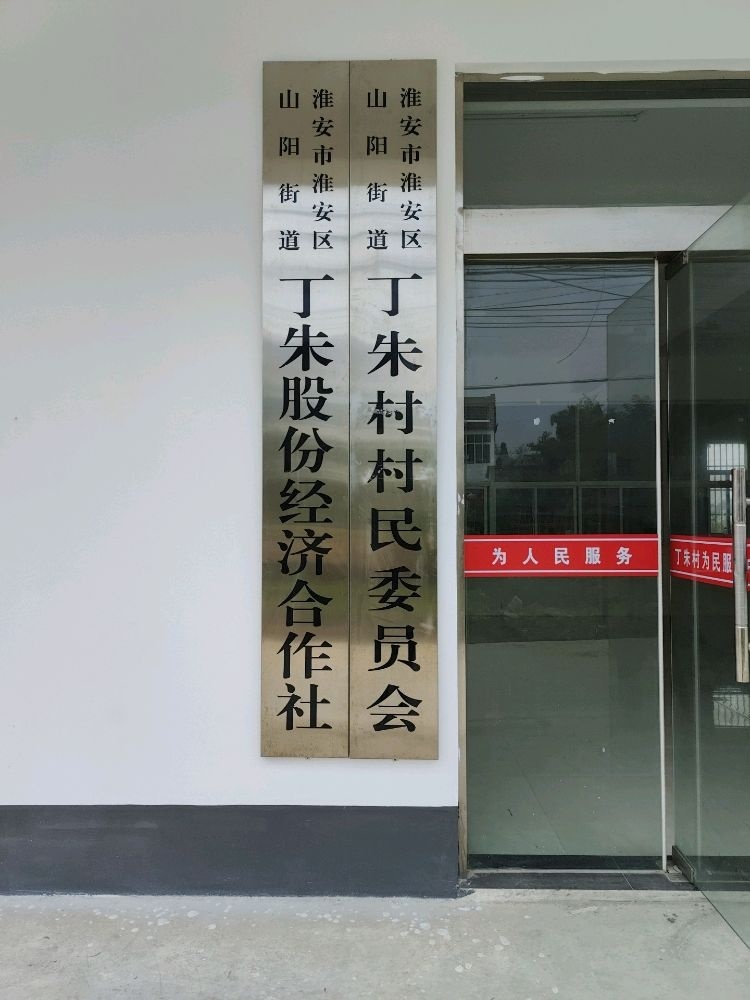 淮安市淮安区
山阳街道
丁朱村村民委员会
淮安市淮安区
山阳街道
丁朱股份经济合作社
为人民服务
丁朱村为民服